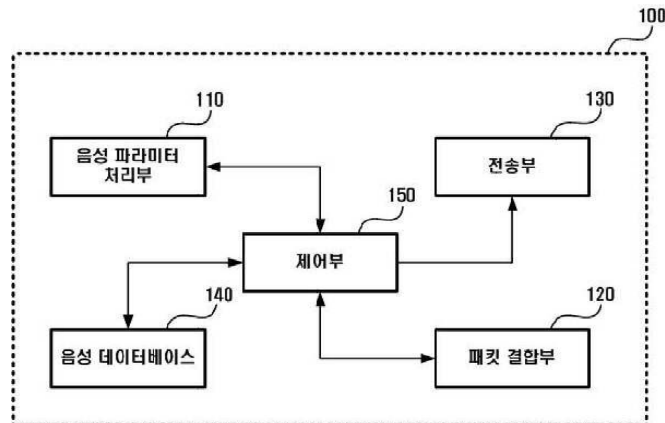 100
110
음성 파라미터
처리부
130
전송부
150
제어부
140
음성 데이터베이스
120
패킷 결합부